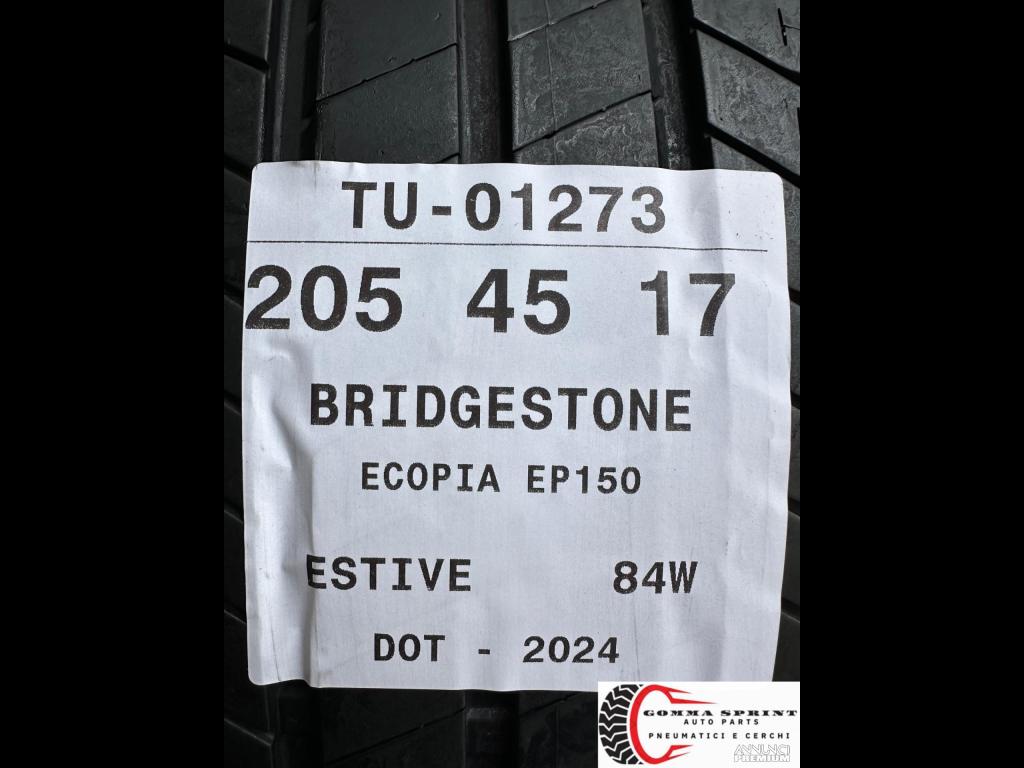 TU-01273
205 45 17
BRIDGESTONE
ECOPIA EP150
ESTIVE 84W
DOT - 2024
GOMMA SPRINT
AUTO PARTS
PNEUMATICI E CERCHI
ANNUNCI
PREMIUM